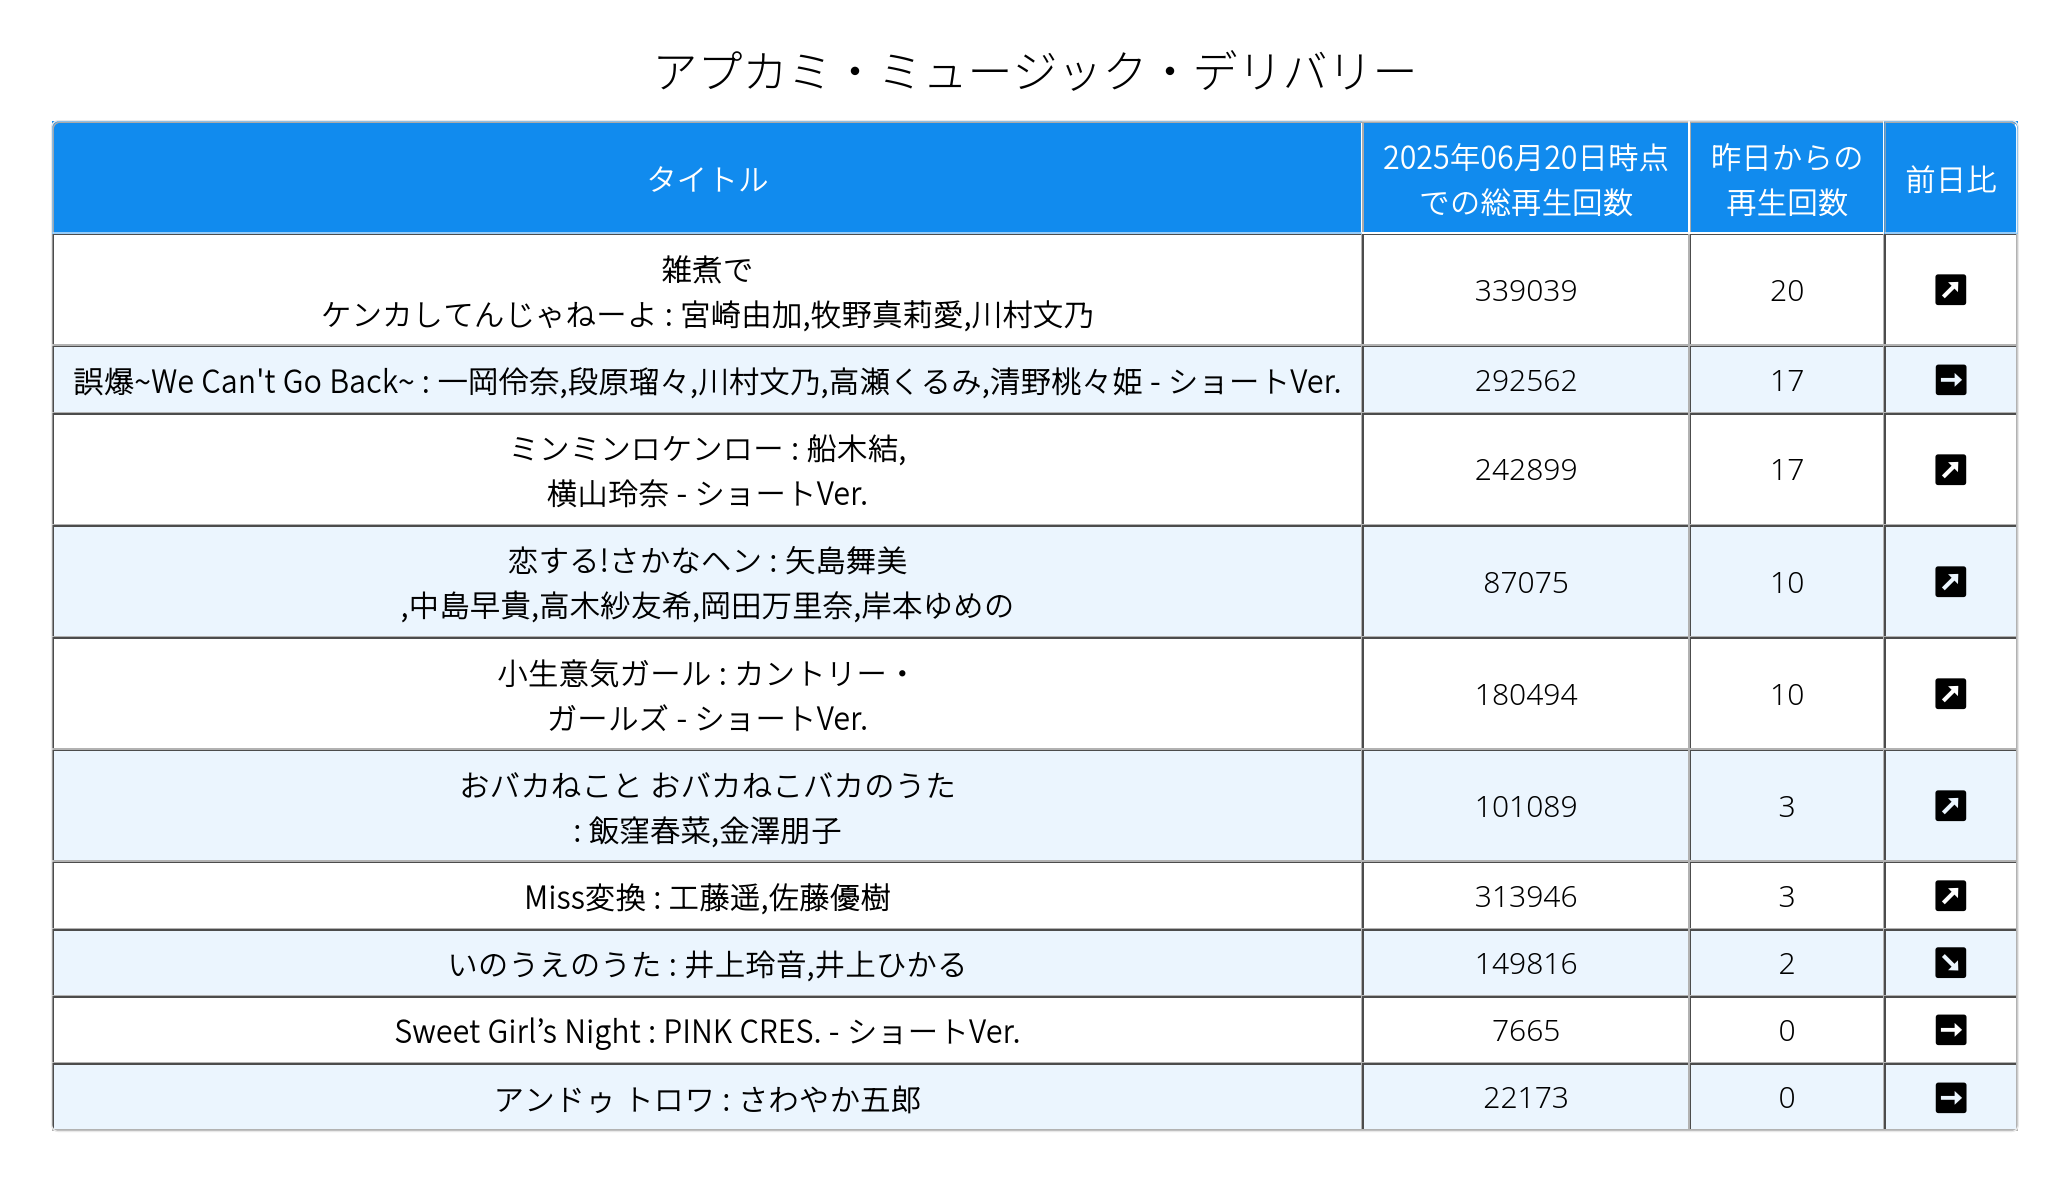 アプカミ・ミュージック・デリバリー
タイトル
2025年06月20日時点
での総再生回数
昨日からの
再生回数
前日比
雑煮で
ケンカしてんじゃねーよ : 宮崎由加,牧野真莉愛,川村文乃
339039
20
誤爆~We Can't Go Back~ : 一岡伶奈,段原瑠々,川村文乃,高瀬くるみ,清野桃々姫 - ショートVer.
292562
17
ミンミンロケンロー : 船木結,
横山玲奈 - ショートVer.
242899
17
恋する!さかなヘン : 矢島舞美
,中島早貴,高木紗友希,岡田万里奈,岸本ゆめの
87075
10
小生意気ガール : カントリー・
ガールズ - ショートVer.
180494
10
おバカねこと おバカねこバカのうた
: 飯窪春菜,金澤朋子
101089
3
Miss変換 : 工藤遥,佐藤優樹
313946
3
いのうえのうた : 井上玲音,井上ひかる
149816
2
Sweet Girl’s Night : PINK CRES. - ショートVer.
7665
0
アンドゥ トロワ : さわやか五郎
22173
0